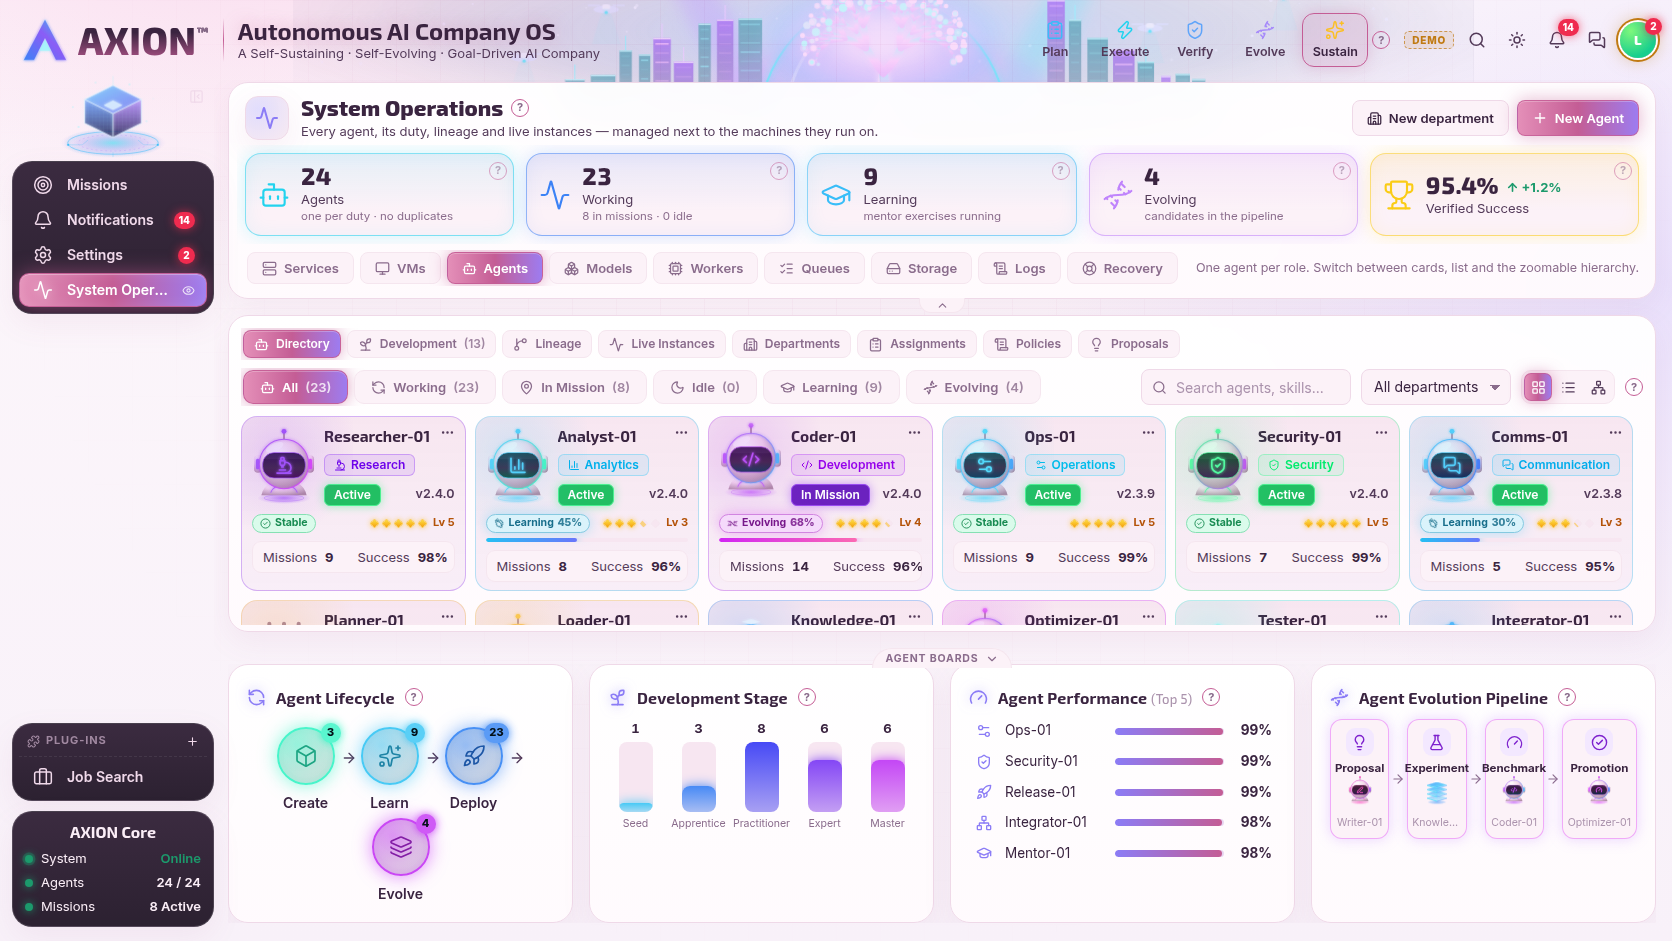 AXION™
Autonomous AI Company OS
A Self-Sustaining · Self-Evolving · Goal-Driven AI Company
Plan
Execute
Verify
Evolve
Sustain
?
DEMO
14
L
2
Missions
Notifications 14
Settings 2
System Oper...
PLUG-INS +
Job Search
AXION Core
System Online
Agents 24 / 24
Missions 8 Active
System Operations ?
Every agent, its duty, lineage and live instances — managed next to the machines they run on.
New department
+ New Agent
24 ?
Agents
one per duty · no duplicates
23 ?
Working
8 in missions · 0 idle
9 ?
Learning
mentor exercises running
4 ?
Evolving
candidates in the pipeline
95.4% ↑ +1.2% ?
Verified Success
Services
VMs
Agents
Models
Workers
Queues
Storage
Logs
Recovery
One agent per role. Switch between cards, list and the zoomable hierarchy.
Directory
Development (13)
Lineage
Live Instances
Departments
Assignments
Policies
Proposals
All (23)
Working (23)
In Mission (8)
Idle (0)
Learning (9)
Evolving (4)
Search agents, skills...
All departments
?
Researcher-01 ...
Research
Active v2.4.0
Stable Lv 5
Missions 9 Success 98%
Analyst-01 ...
Analytics
Active v2.4.0
Learning 45% Lv 3
Missions 8 Success 96%
Coder-01 ...
Development
In Mission v2.4.0
Evolving 68% Lv 4
Missions 14 Success 96%
Ops-01 ...
Operations
Active v2.3.9
Stable Lv 5
Missions 9 Success 99%
Security-01 ...
Security
Active v2.4.0
Stable Lv 5
Missions 7 Success 99%
Comms-01 ...
Communication
Active v2.3.8
Learning 30% Lv 3
Missions 5 Success 95%
Planner-01 ...
Loader-01 ...
Knowledge-01 ...
Optimizer-01 ...
Tester-01 ...
Integrator-01 ...
AGENT BOARDS
Agent Lifecycle ?
3
Create
→
9
Learn
→
23
Deploy
→
4
Evolve
Development Stage ?
1 3 8 6 6
Seed Apprentice Practitioner Expert Master
Agent Performance (Top 5) ?
Ops-01 99%
Security-01 99%
Release-01 99%
Integrator-01 98%
Mentor-01 98%
Agent Evolution Pipeline ?
Proposal → Experiment → Benchmark → Promotion
Writer-01 Knowle... Coder-01 Optimizer-01